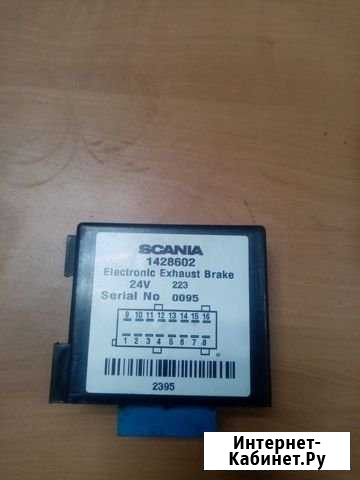 SCANIA
1428602
Electronic Exhaust Brake
24V 223
Serial No 0095
9 10 11 12 13 14 15 16
1 2 3 4 5 6 7 8
2395
Интернет-
Кабинет.Ру